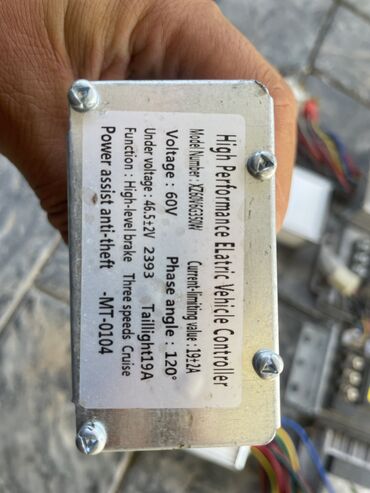 High Performance ELatric Vehicle Controller
Model Number : XZ60V6G350W Current-limiting value : 19±2A
Voltage : 60V Phase angle : 120°
Under voltage : 46.5±2V 2393 Taillight19A
Function : High-level brake Three speeds Cruise
Power assist anti-theft -MT-0104